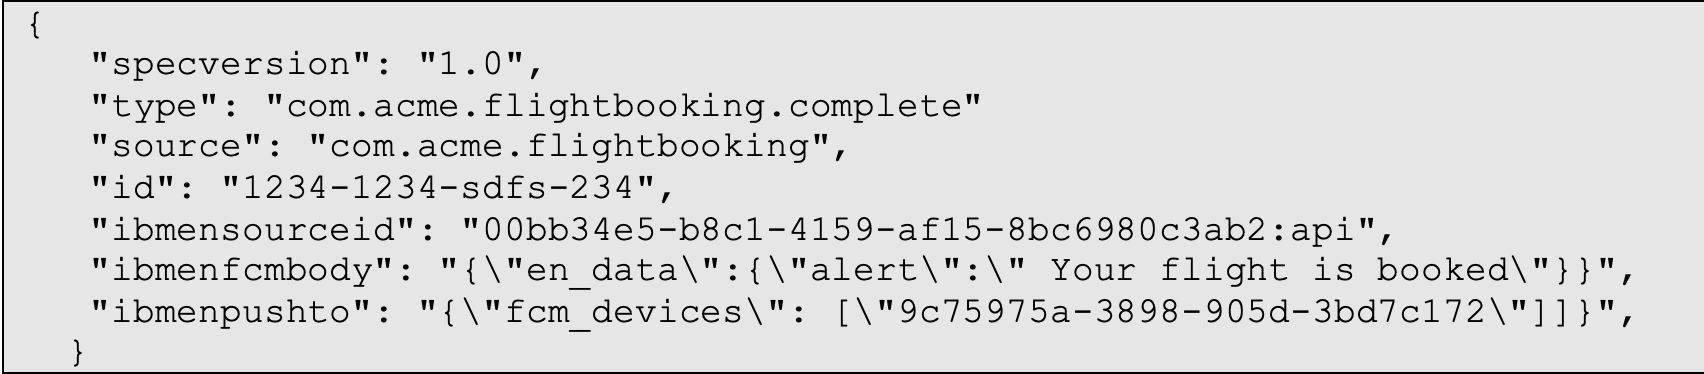 {
"specversion": "1.0",
"type": "com.acme.flightbooking.complete"
"source": "com.acme.flightbooking",
"id": "1234-1234-sdfs-234",
"ibmensourceid": "00bb34e5-b8c1-4159-af15-8bc6980c3ab2:api",
"ibmenfcmbody": "{\"en_data\":{\"alert\":\" Your flight is booked\"}}",
"ibmenpushto": "{\"fcm_devices\": [\"9c75975a-3898-905d-3bd7c172\"]]}",
}